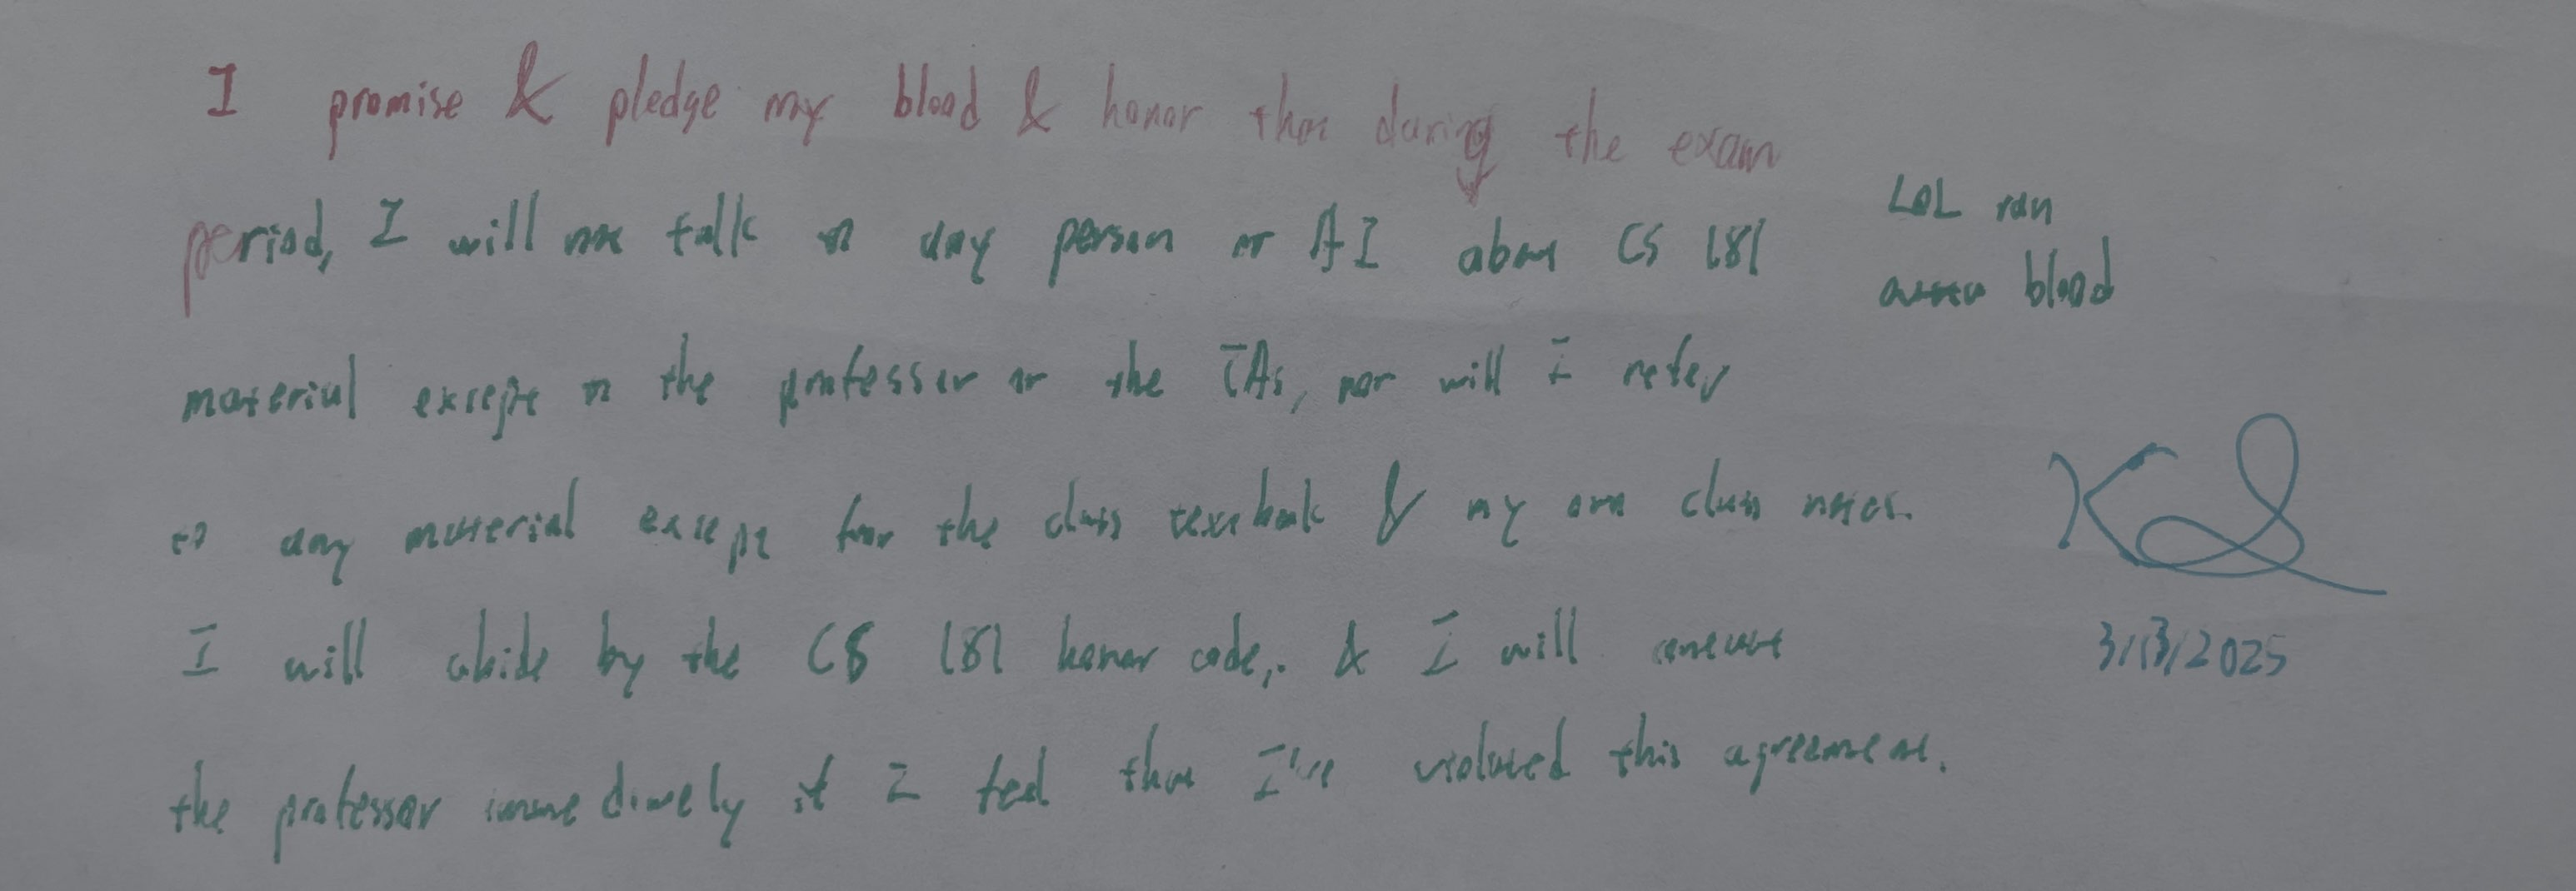 I promise & pledge my blood & honor that during the exam
period, I will not talk to any person or AI about CS 181
LOL ran
blood
material except to the professor or the TAs, nor will I refer
to any material except for the class textbook & my own class notes.
I will abide by the CS 181 honor code, & I will
3/13/2025
the professor immediately if I feel that I've violated this agreement.